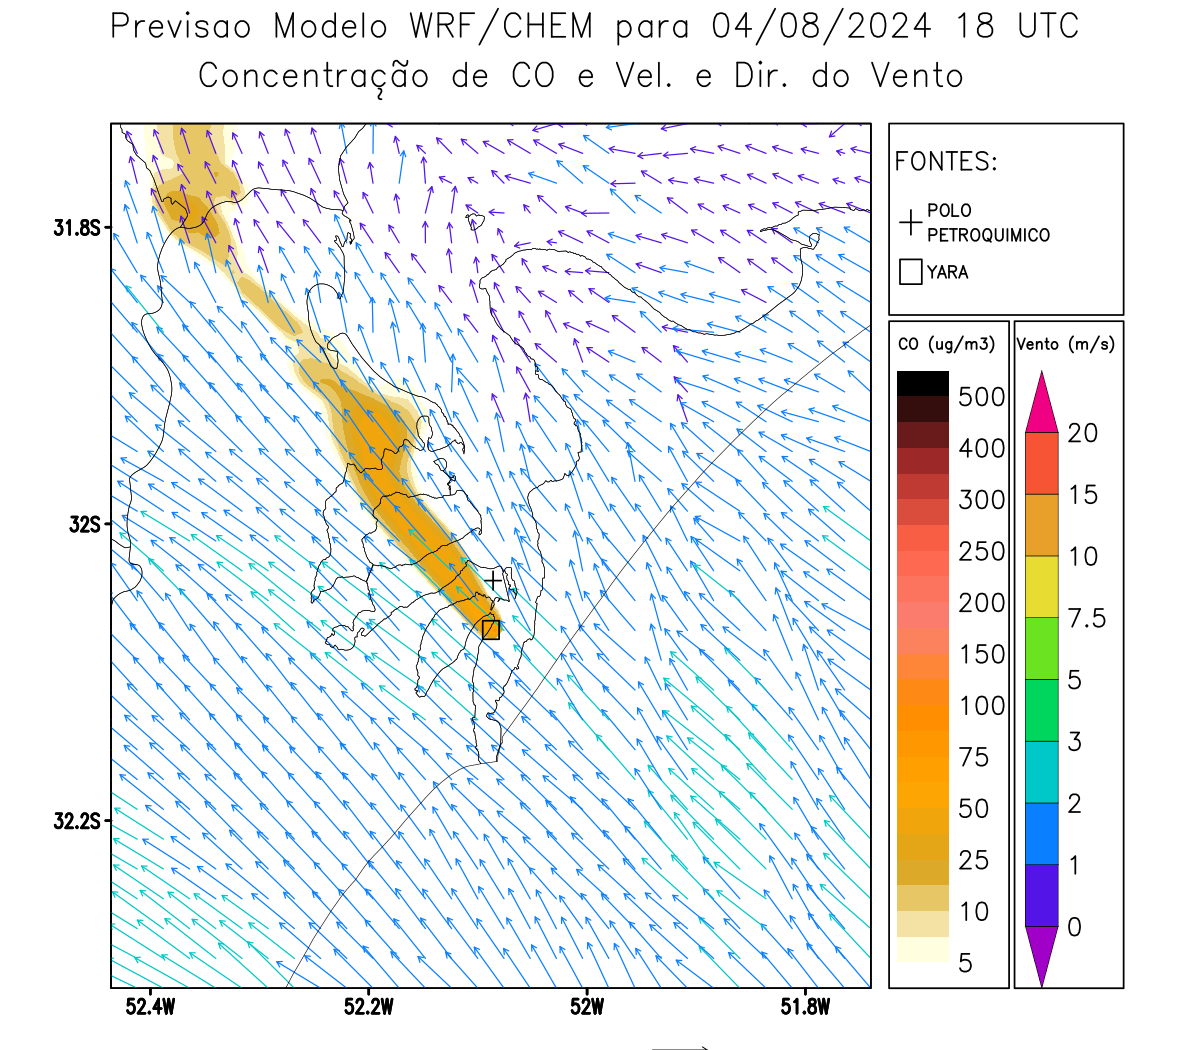 Previsao Modelo WRF/CHEM para 04/08/2024 18 UTC
Concentração de CO e Vel. e Dir. do Vento
FONTES:
POLO
PETROQUIMICO
YARA
CO (ug/m3)
500
400
300
250
200
150
100
75
50
25
10
5
Vento (m/s)
20
15
10
7.5
5
3
2
1
0
31.8S
32S
32.2S
52.4W
52.2W
52W
51.8W